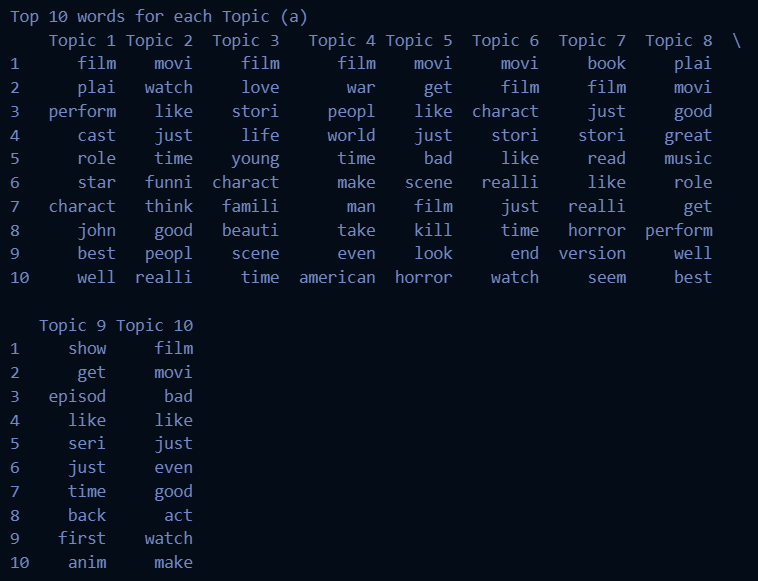 Top 10 words for each Topic (a)
Topic 1 Topic 2 Topic 3 Topic 4 Topic 5 Topic 6 Topic 7 Topic 8 \
1 film movi film film movi movi book plai
2 plai watch love war get film film movi
3 perform like stori peopl like charact just good
4 cast just life world just stori stori great
5 role time young time bad like read music
6 star funni charact make scene realli like role
7 charact think famili man film just realli get
8 john good beauti take kill time horror perform
9 best peopl scene even look end version well
10 well realli time american horror watch seem best
Topic 9 Topic 10
1 show film
2 get movi
3 episod bad
4 like like
5 seri just
6 just even
7 time good
8 back act
9 first watch
10 anim make